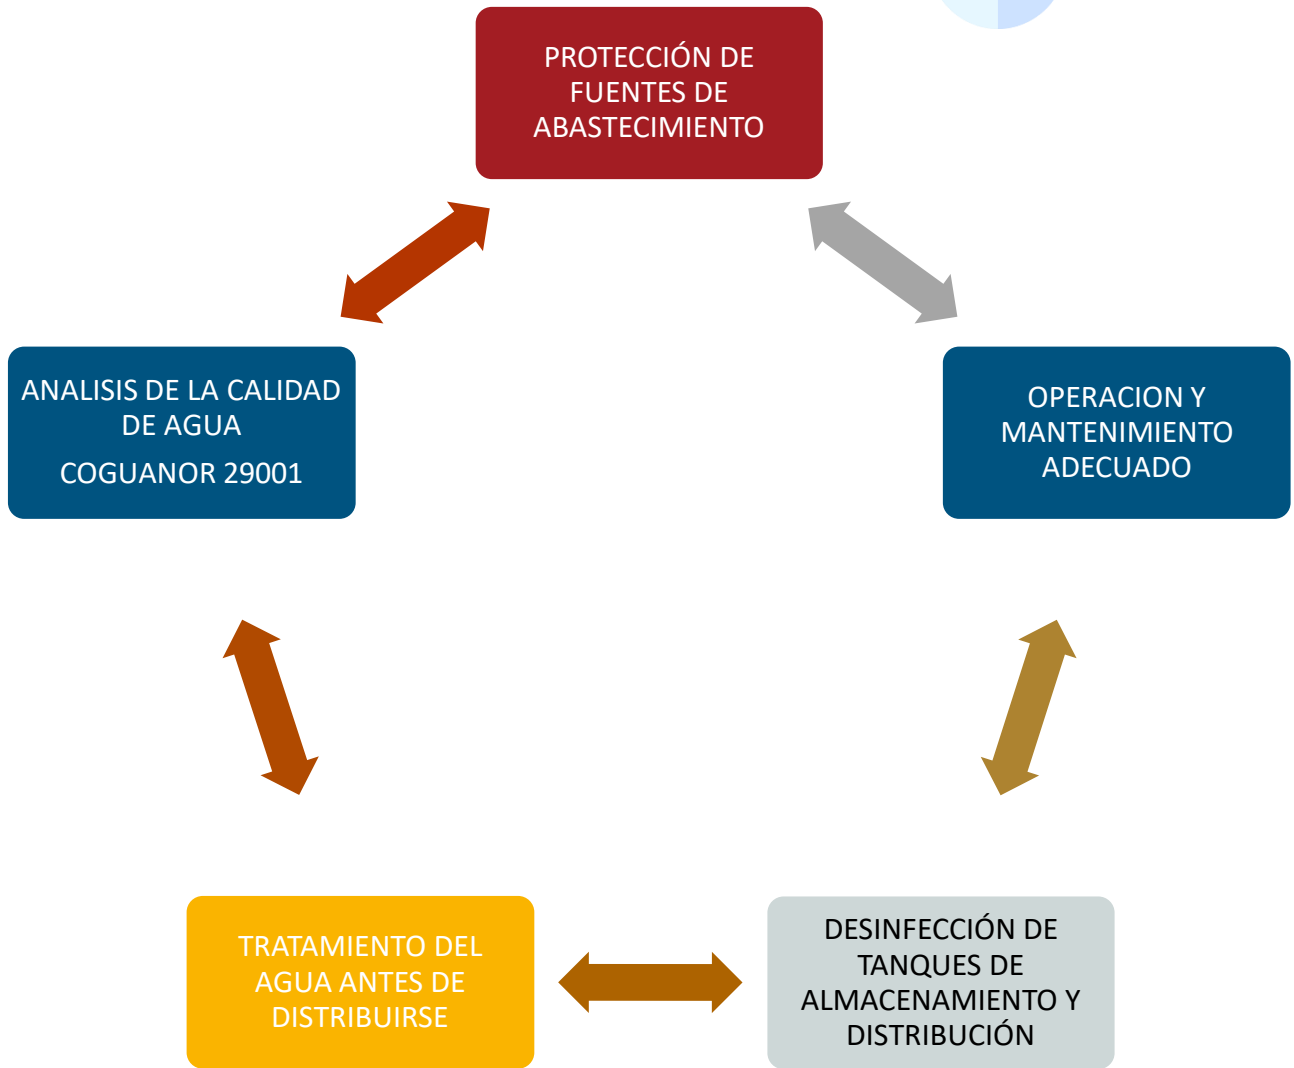 PROTECCIÓN DE
FUENTES DE
ABASTECIMIENTO
ANALISIS DE LA CALIDAD
DE AGUA
COGUANOR 29001
OPERACION Y
MANTENIMIENTO
ADECUADO
TRATAMIENTO DEL
AGUA ANTES DE
DISTRIBUIRSE
DESINFECCIÓN DE
TANQUES DE
ALMACENAMIENTO Y
DISTRIBUCIÓN